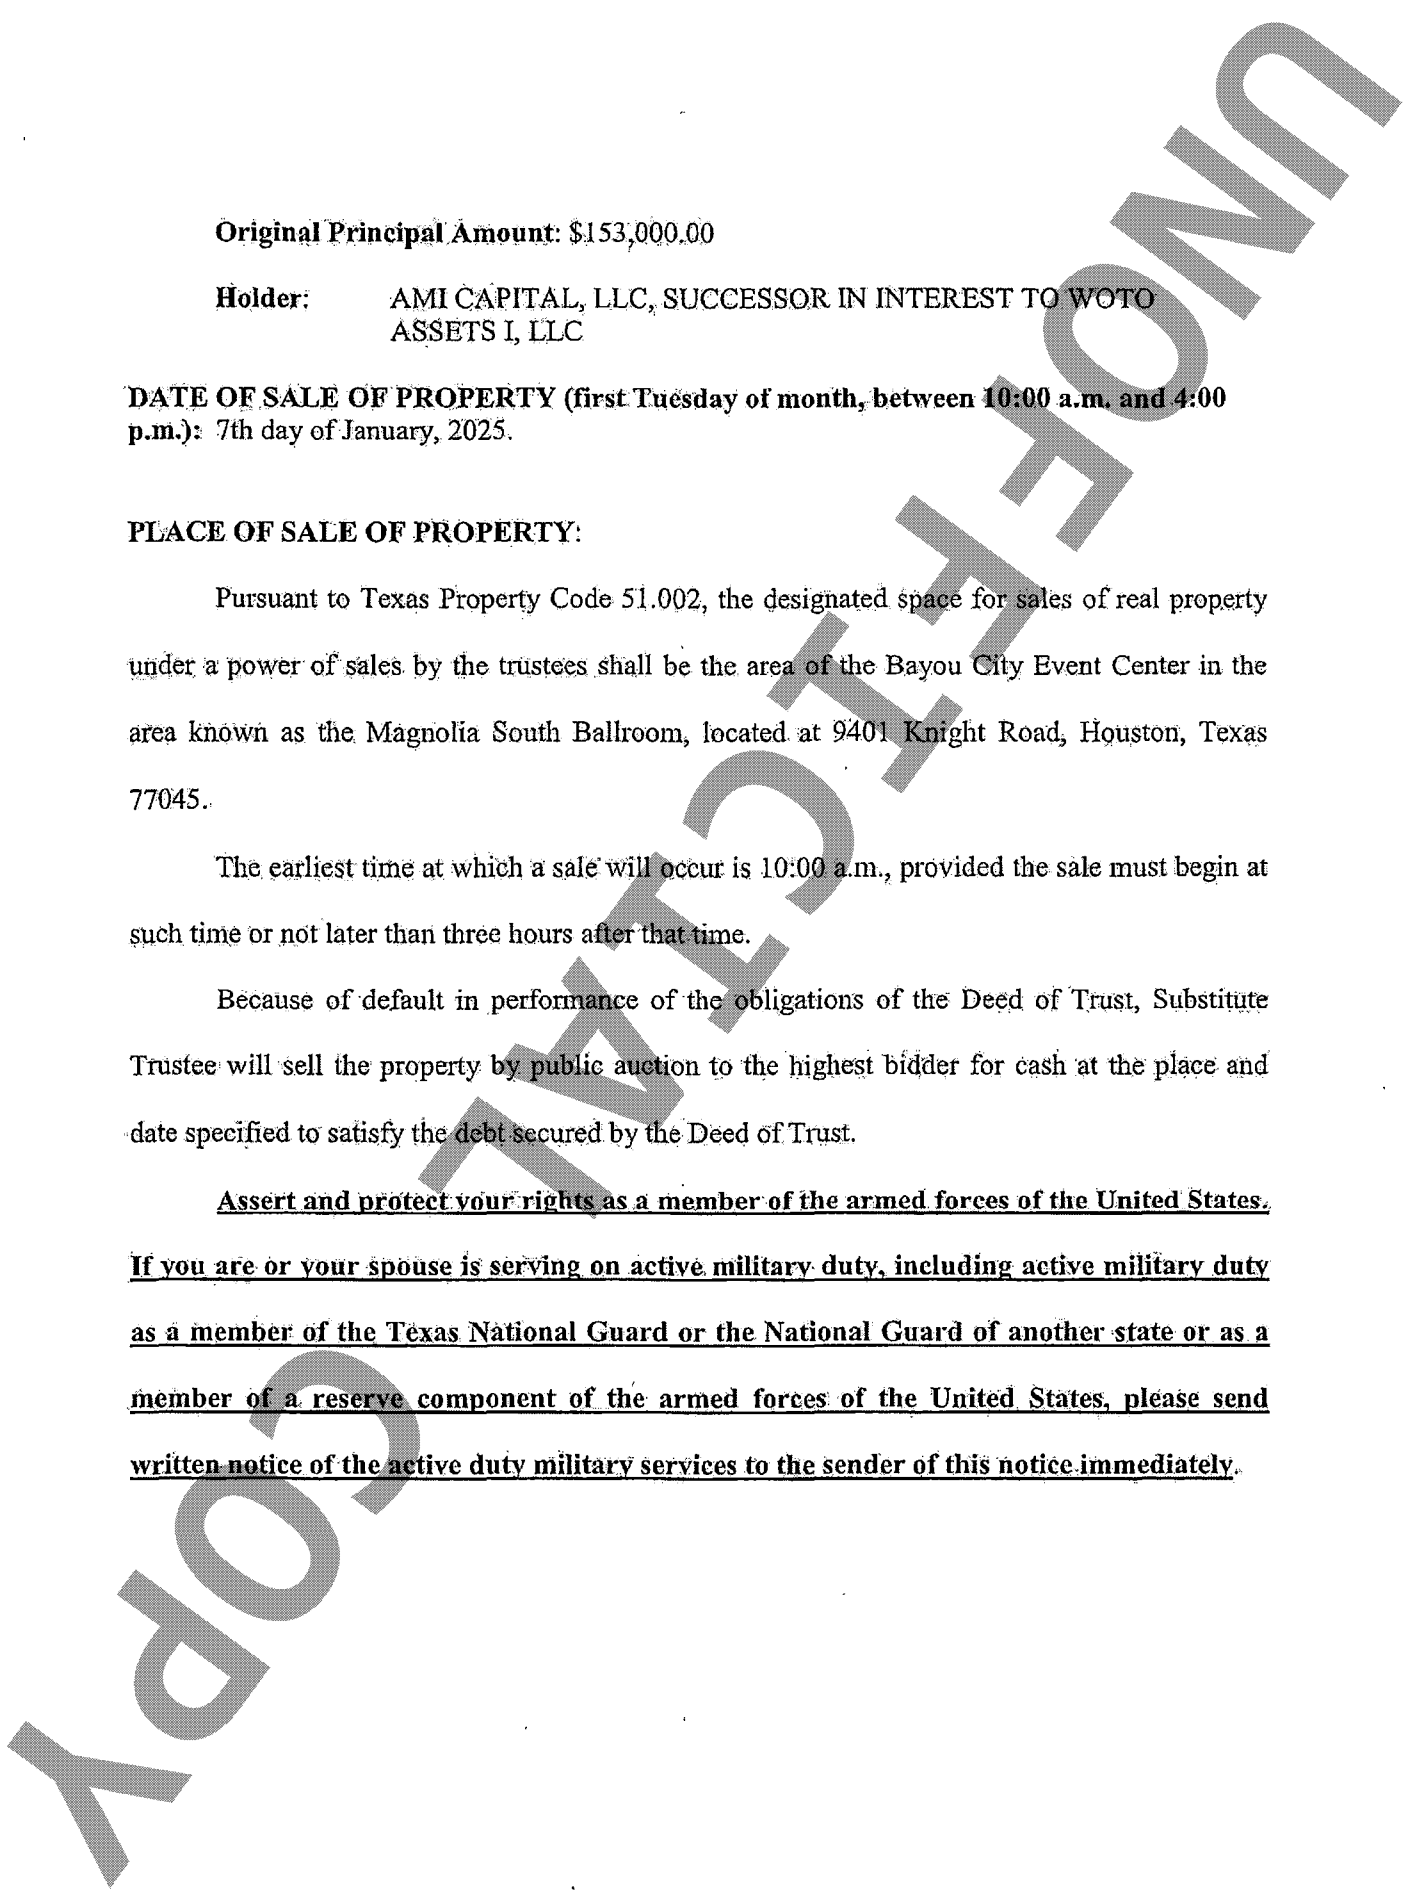 Original Principal Amount: $153,000.00
Holder: AMI CAPITAL, LLC, SUCCESSOR IN INTEREST TO WOTO
ASSETS I, LLC
DATE OF SALE OF PROPERTY (first Tuesday of month, between 10:00 a.m. and 4:00
p.m.): 7th day of January, 2025.
PLACE OF SALE OF PROPERTY:
Pursuant to Texas Property Code 51.002, the designated space for sales of real property
under a power of sales by the trustees shall be the area of the Bayou City Event Center in the
area known as the Magnolia South Ballroom, located at 9401 Knight Road, Houston, Texas
77045.
The earliest time at which a sale will occur is 10:00 a.m., provided the sale must begin at
such time or not later than three hours after that time.
Because of default in performance of the obligations of the Deed of Trust, Substitute
Trustee will sell the property by public auction to the highest bidder for cash at the place and
date specified to satisfy the debt secured by the Deed of Trust.
Assert and protect your rights as a member of the armed forces of the United States.
If you are or your spouse is serving on active military duty, including active military duty
as a member of the Texas National Guard or the National Guard of another state or as a
member of a reserve component of the armed forces of the United States, please send
written notice of the active duty military services to the sender of this notice immediately.
UNOFFICIAL COPY